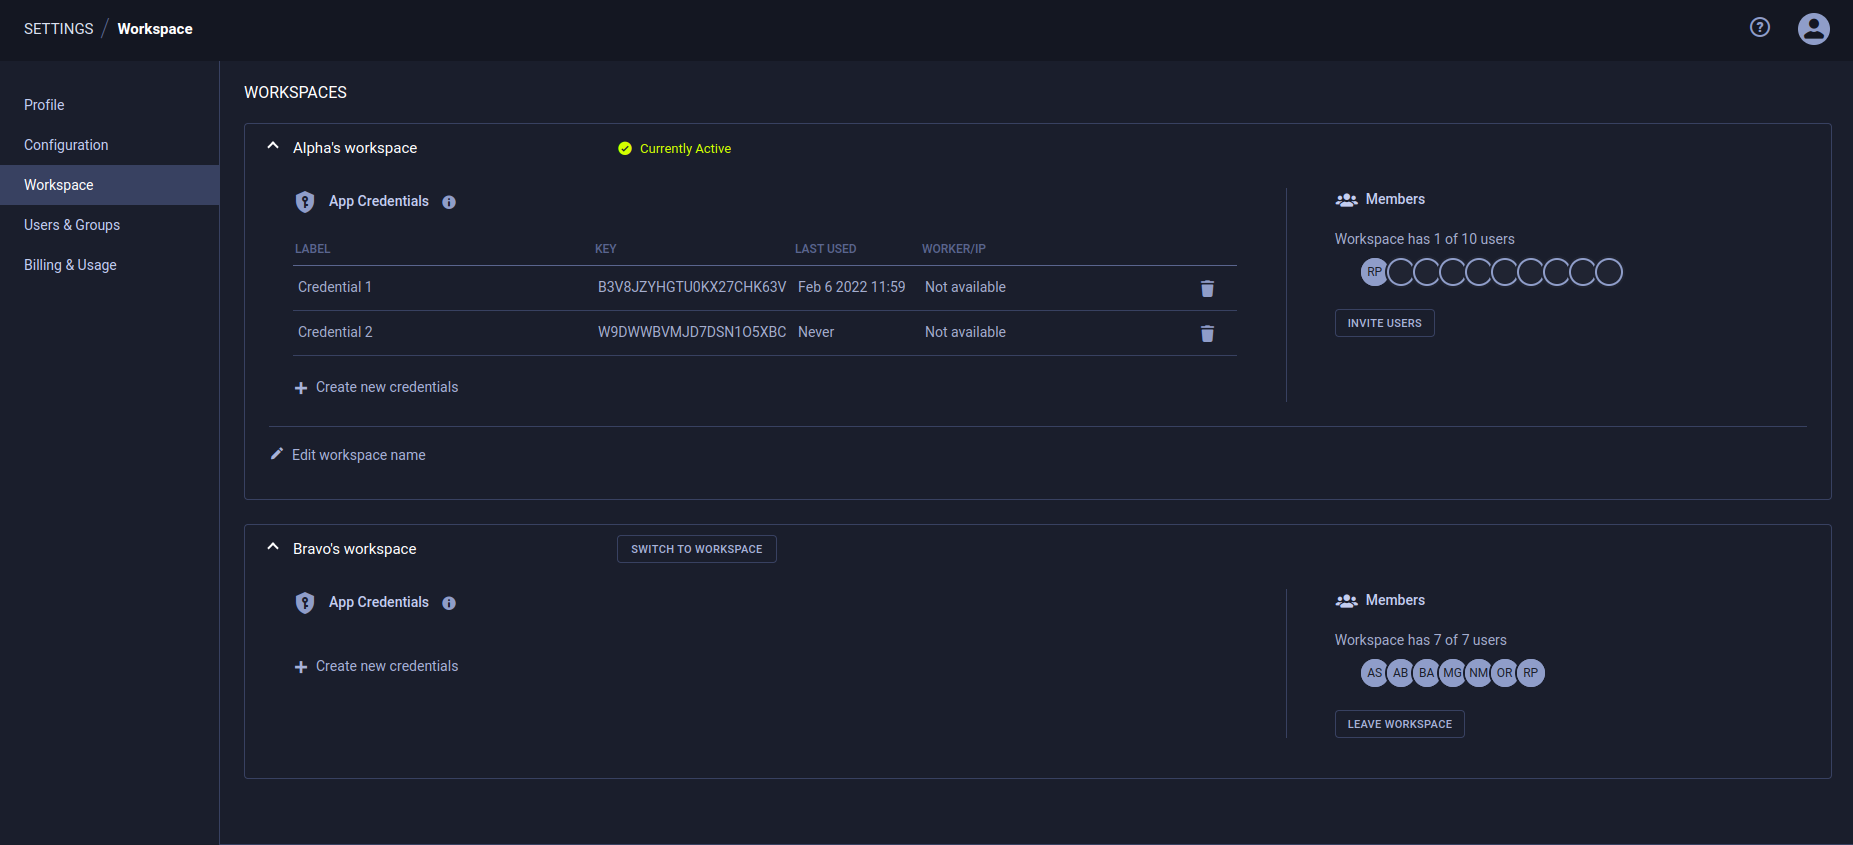 SETTINGS / Workspace
Profile
Configuration
Workspace
Users & Groups
Billing & Usage
WORKSPACES
Alpha's workspace Currently Active
App Credentials
LABEL KEY LAST USED WORKER/IP
Credential 1 B3V8JZYHGTU0KX27CHK63V Feb 6 2022 11:59 Not available
Credential 2 W9DWWBVMJD7DSN1O5XBC Never Not available
Create new credentials
Members
Workspace has 1 of 10 users
RP
INVITE USERS
Edit workspace name
Bravo's workspace SWITCH TO WORKSPACE
App Credentials
Create new credentials
Members
Workspace has 7 of 7 users
AS AB BA MG NM OR RP
LEAVE WORKSPACE